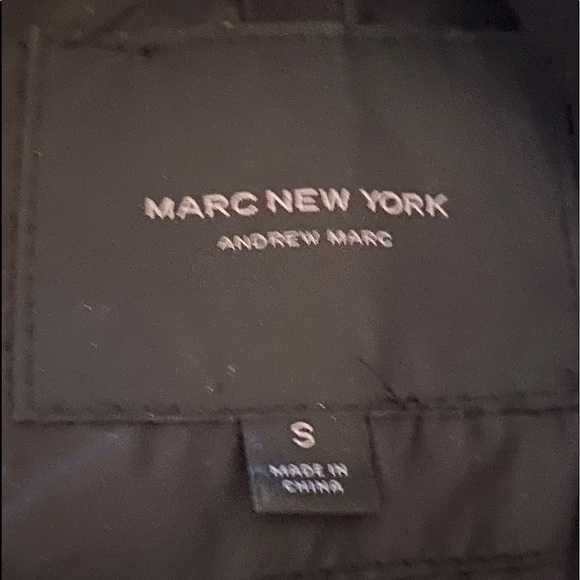 MARC NEW YORK
ANDREW MARC
S
MADE IN
CHINA